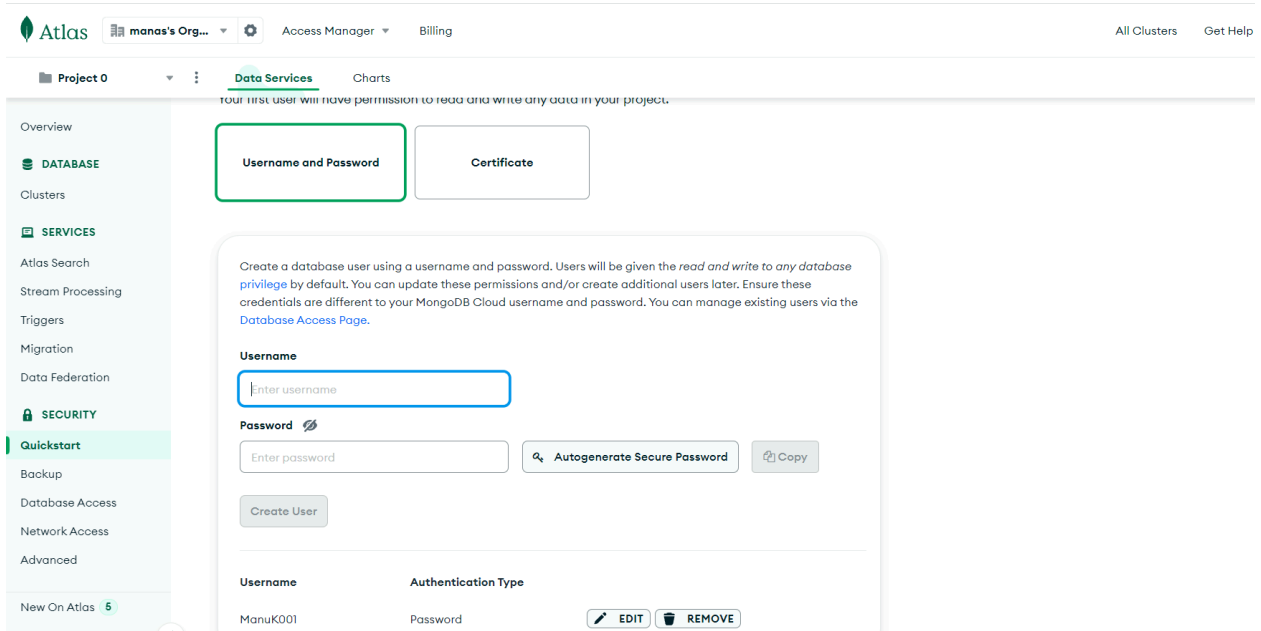 Atlas manas's Org... Access Manager Billing All Clusters Get Help
Project 0 Data Services Charts
Your first user will have permission to read and write any data in your project.
Overview
DATABASE
Clusters
SERVICES
Atlas Search
Stream Processing
Triggers
Migration
Data Federation
SECURITY
Quickstart
Backup
Database Access
Network Access
Advanced
New On Atlas 5
Username and Password Certificate
Create a database user using a username and password. Users will be given the read and write to any database
privilege by default. You can update these permissions and/or create additional users later. Ensure these
credentials are different to your MongoDB Cloud username and password. You can manage existing users via the
Database Access Page.
Username
Enter username
Password
Enter password Autogenerate Secure Password Copy
Create User
Username Authentication Type
ManuK001 Password EDIT REMOVE